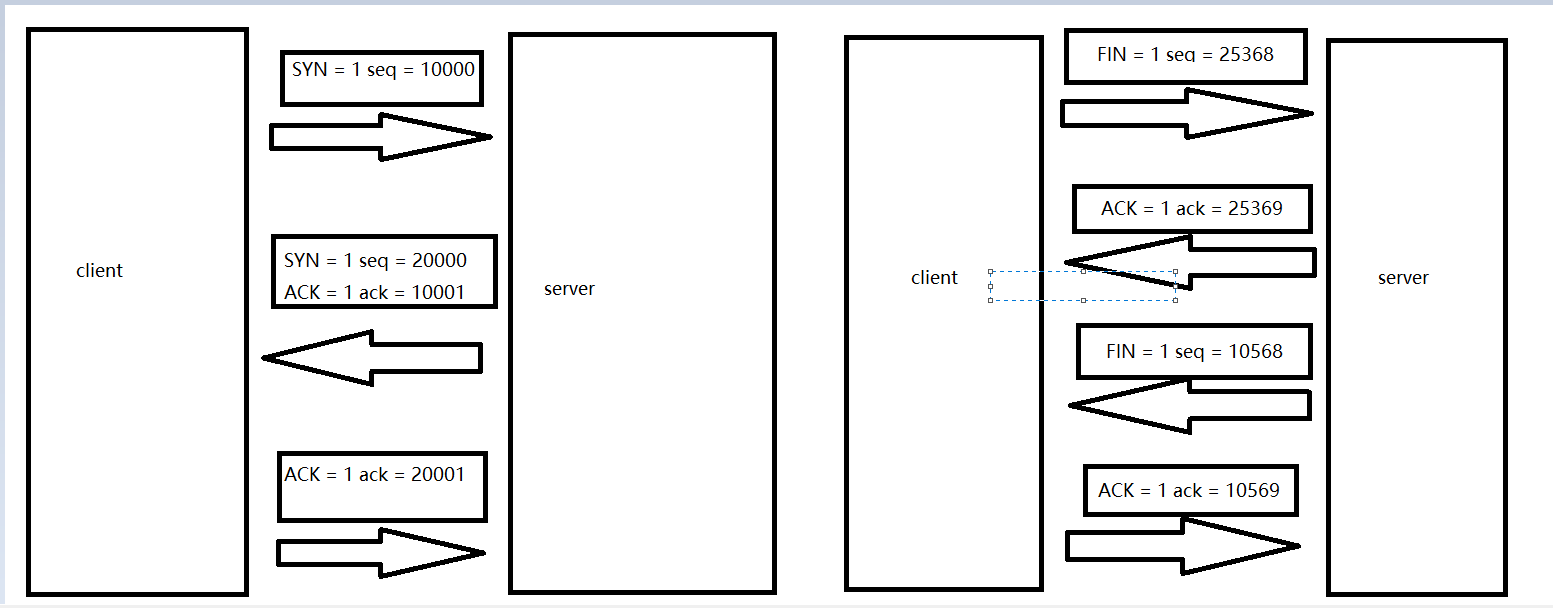 SYN = 1 seq = 10000
client
SYN = 1 seq = 20000
ACK = 1 ack = 10001
server
ACK = 1 ack = 20001
FIN = 1 seq = 25368
ACK = 1 ack = 25369
client
server
FIN = 1 seq = 10568
ACK = 1 ack = 10569